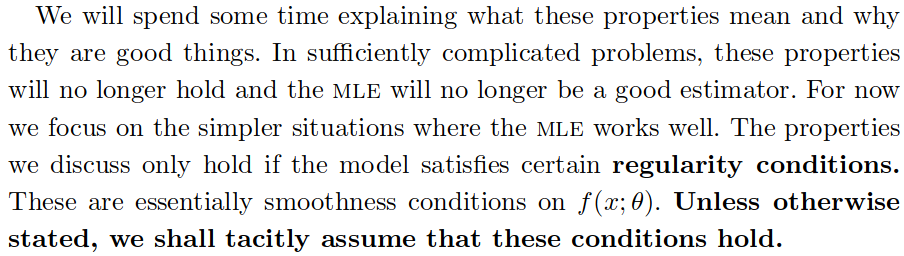 We will spend some time explaining what these properties mean and why
they are good things. In sufficiently complicated problems, these properties
will no longer hold and the MLE will no longer be a good estimator. For now
we focus on the simpler situations where the MLE works well. The properties
we discuss only hold if the model satisfies certain regularity conditions.
These are essentially smoothness conditions on f(x; θ). Unless otherwise
stated, we shall tacitly assume that these conditions hold.